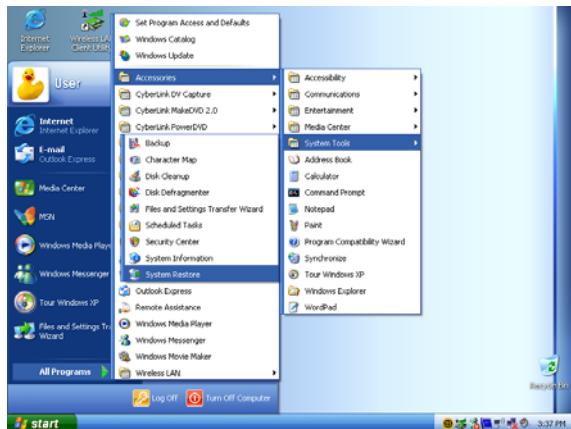 Internet
Explorer
Wireless LAN
Client Utility
User
Internet
Internet Explorer
E-mail
Outlook Express
Media Center
MSN
Windows Media Playe
Windows Messenger
Tour Windows XP
Files and Settings Tra
Wizard
All Programs
Set Program Access and Defaults
Windows Catalog
Windows Update
Accessories
CyberLink DV Capture
CyberLink MakeDVD 2.0
CyberLink PowerDVD
Backup
Character Map
Disk Cleanup
Disk Defragmenter
Files and Settings Transfer Wizard
Scheduled Tasks
Security Center
System Information
System Restore
Outlook Express
Remote Assistance
Windows Media Player
Windows Messenger
Windows Movie Maker
Wireless LAN
Accessibility
Communications
Entertainment
Media Center
System Tools
Address Book
Calculator
Command Prompt
Notepad
Paint
Program Compatibility Wizard
Synchronize
Tour Windows XP
Windows Explorer
WordPad
Log Off
Turn Off Computer
Recycle Bin
start
3:37 PM